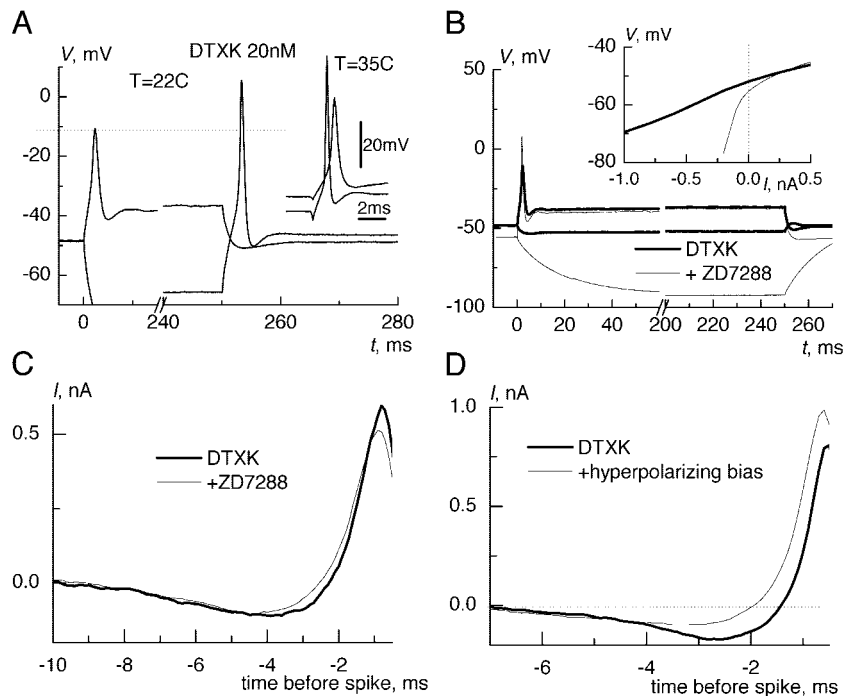 A
V, mV
DTXK 20nM
T=22C
T=35C
0
-20
-40
-60
20mV
2ms
0
240
260
280
t, ms
B
V, mV
50
0
-50
-100
V, mV
-40
-60
-80
-1.0
-0.5
0.0
0.5
I, nA
DTXK
+ ZD7288
0
20
40
200
220
240
260
t, ms
C
I, nA
0.5
0.0
DTXK
+ZD7288
-10
-8
-6
-4
-2
time before spike, ms
D
I, nA
1.0
0.5
0.0
DTXK
+hyperpolarizing bias
-6
-4
-2
time before spike, ms